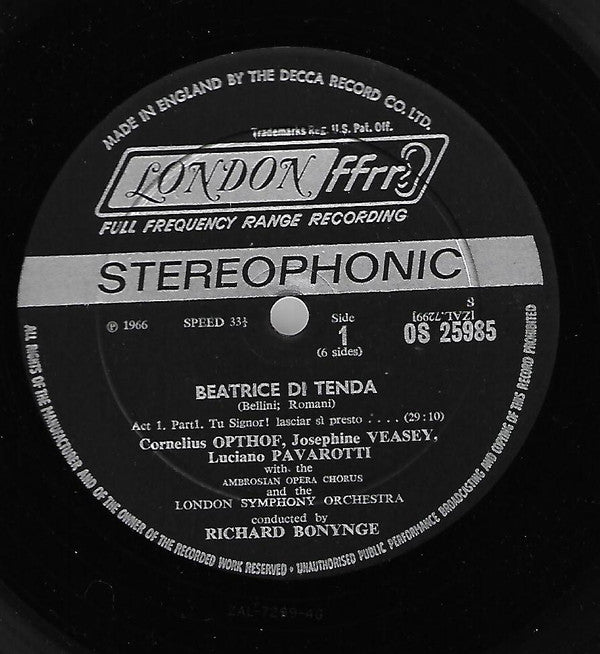 MADE IN ENGLAND BY THE DECCA RECORD CO. LTD.
Trademarks Reg. U.S. Pat. Off.
LONDON ffrr
FULL FREQUENCY RANGE RECORDING
STEREOPHONIC
℗ 1966
SPEED 33⅓
Side
1
(6 sides)
S
[ZAL.7299]
OS 25985
BEATRICE DI TENDA
(Bellini; Romani)
Act 1. Part1. Tu Signor! lasciar sì presto . . . . (29:10)
Cornelius OPTHOF, Josephine VEASEY,
Luciano PAVAROTTI
with the
AMBROSIAN OPERA CHORUS
and the
LONDON SYMPHONY ORCHESTRA
conducted by
RICHARD BONYNGE
ALL RIGHTS OF THE MANUFACTURER AND OF THE OWNER OF THE RECORDED WORK RESERVED • UNAUTHORISED PUBLIC PERFORMANCE BROADCASTING AND COPYING OF THIS RECORD PROHIBITED